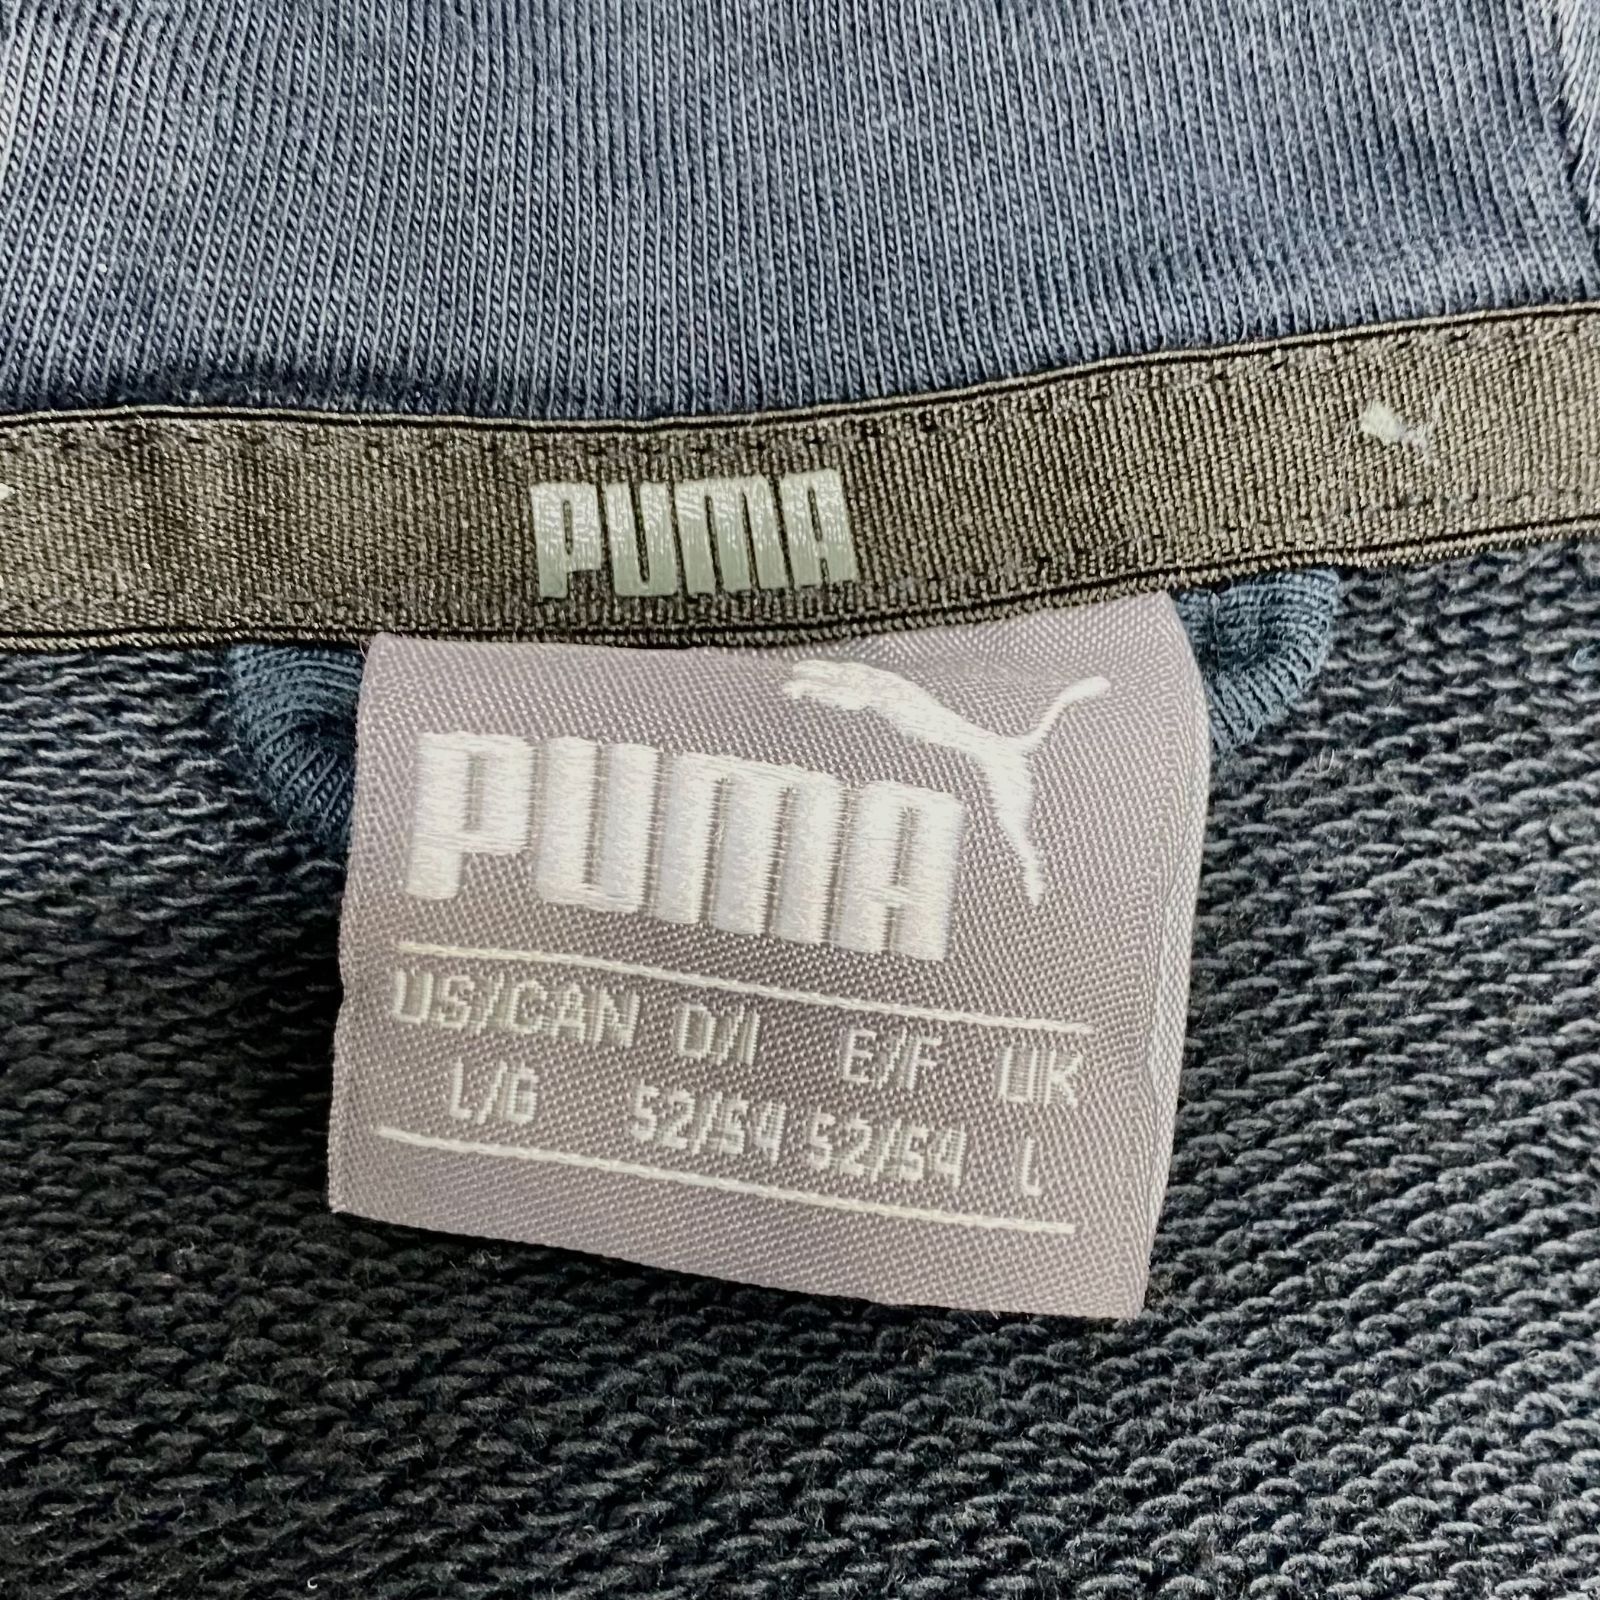 PUMA
PUMA
US/CAN D/I E/F UK
L/G 52/54 52/54 L